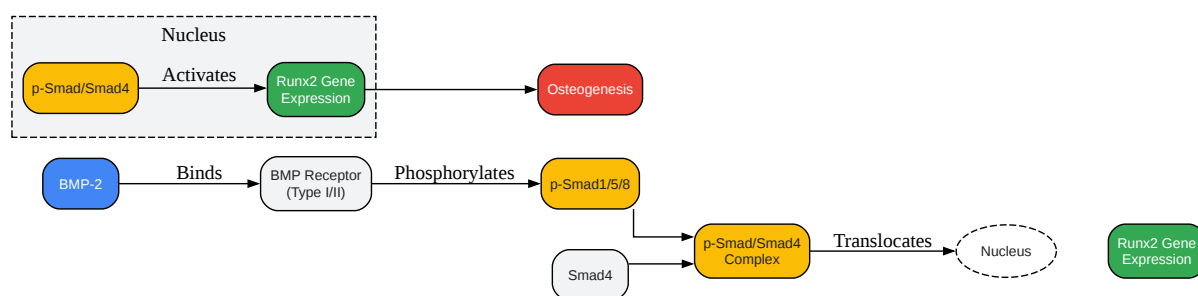 Nucleus
p-Smad/Smad4
Activates
Runx2 Gene
Expression
Osteogenesis
BMP-2
Binds
BMP Receptor
(Type I/II)
Phosphorylates
p-Smad1/5/8
Smad4
p-Smad/Smad4
Complex
Translocates
Nucleus
Runx2 Gene
Expression